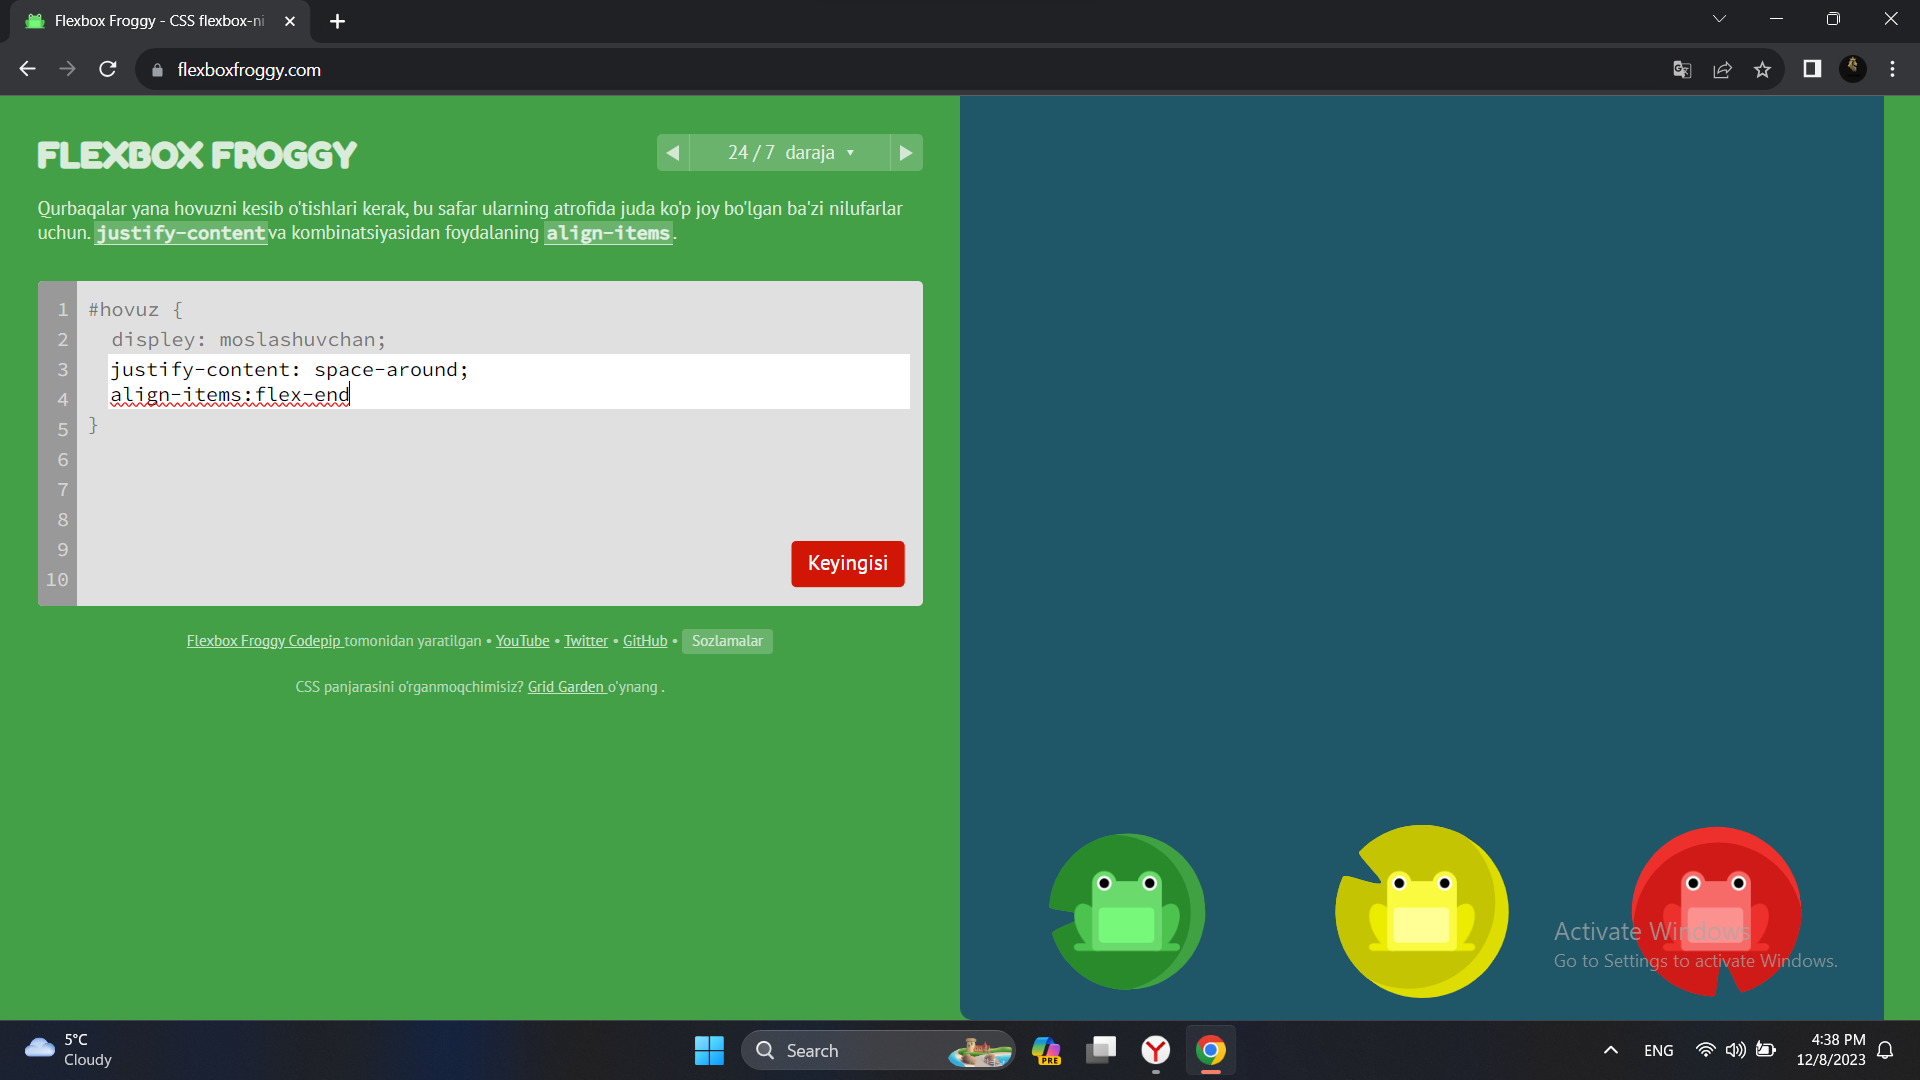 Flexbox Froggy - CSS flexbox-ni
flexboxfroggy.com
FLEXBOX FROGGY
24 / 7 daraja
Qurbaqalar yana hovuzni kesib o'tishlari kerak, bu safar ularning atrofida juda ko'p joy bo'lgan ba'zi nilufarlar
uchun. justify-content va kombinatsiyasidan foydalaning align-items.
1 #hovuz {
2 displey: moslashuvchan;
3 justify-content: space-around;
4 align-items:flex-end
5 }
6
7
8
9
10
Keyingisi
Flexbox Froggy Codepip tomonidan yaratilgan • YouTube • Twitter • GitHub • Sozlamalar
CSS panjarasini o'rganmoqchimisiz? Grid Garden o'ynang .
Activate Windows
Go to Settings to activate Windows.
5°C
Cloudy
Search
PRE
ENG
4:38 PM
12/8/2023